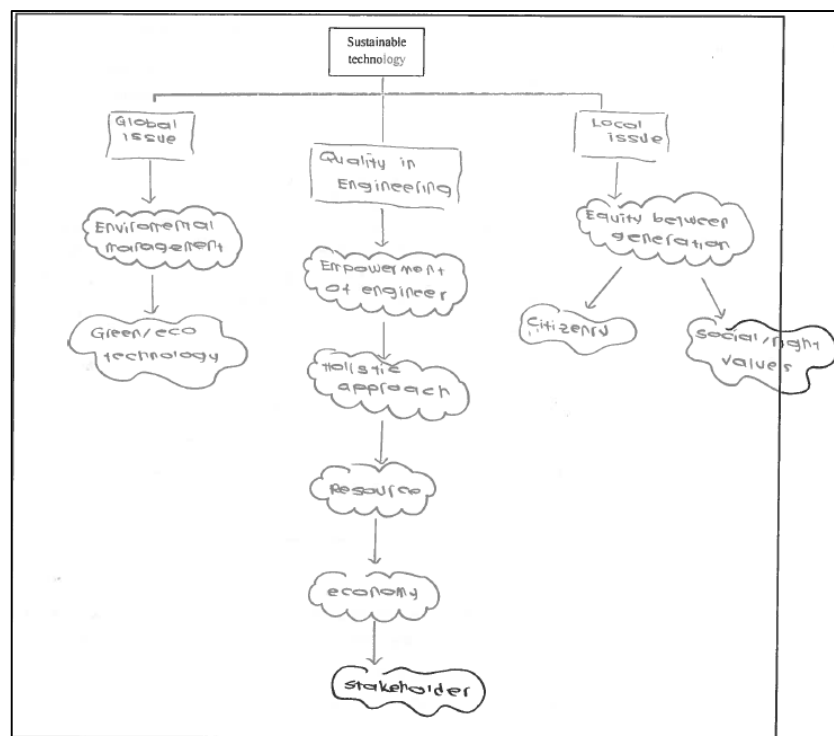 Sustainable
technology
Global
issue
Quality in
Engineering
Local
issue
Enviromental
management
Equity between
generation
Empowerment
of engineer
Green/eco
technology
Citizenry
Social/right
values
Holistic
approach
Resource
economy
stakeholder